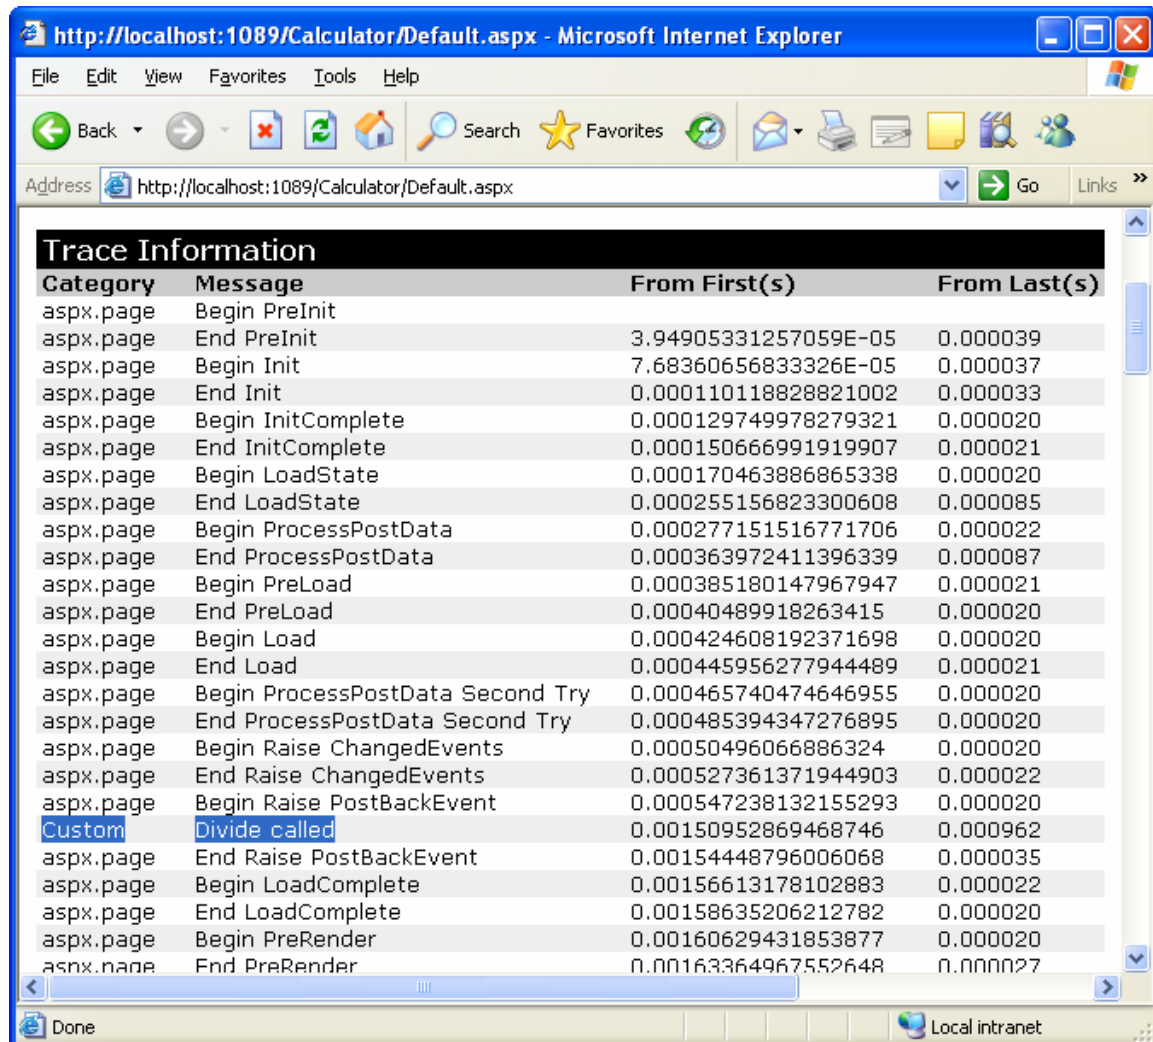 http://localhost:1089/Calculator/Default.aspx - Microsoft Internet Explorer
File Edit View Favorites Tools Help
Back Search Favorites
Address http://localhost:1089/Calculator/Default.aspx Go Links »
Trace Information
Category Message From First(s) From Last(s)
aspx.page Begin PreInit
aspx.page End PreInit 3.94905331257059E-05 0.000039
aspx.page Begin Init 7.68360656833326E-05 0.000037
aspx.page End Init 0.000110118828821002 0.000033
aspx.page Begin InitComplete 0.000129749978279321 0.000020
aspx.page End InitComplete 0.000150666991919907 0.000021
aspx.page Begin LoadState 0.000170463886865338 0.000020
aspx.page End LoadState 0.000255156823300608 0.000085
aspx.page Begin ProcessPostData 0.000277151516771706 0.000022
aspx.page End ProcessPostData 0.000363972411396339 0.000087
aspx.page Begin PreLoad 0.000385180147967947 0.000021
aspx.page End PreLoad 0.00040489918263415 0.000020
aspx.page Begin Load 0.000424608192371698 0.000020
aspx.page End Load 0.000445956277944489 0.000021
aspx.page Begin ProcessPostData Second Try 0.000465740474646955 0.000020
aspx.page End ProcessPostData Second Try 0.000485394347276895 0.000020
aspx.page Begin Raise ChangedEvents 0.00050496066886324 0.000020
aspx.page End Raise ChangedEvents 0.000527361371944903 0.000022
aspx.page Begin Raise PostBackEvent 0.000547238132155293 0.000020
Custom Divide called 0.00150952869468746 0.000962
aspx.page End Raise PostBackEvent 0.00154448796006068 0.000035
aspx.page Begin LoadComplete 0.00156613178102883 0.000022
aspx.page End LoadComplete 0.00158635206212782 0.000020
aspx.page Begin PreRender 0.00160629431853877 0.000020
aspx.page End PreRender 0.00163364967552648 0.000027
Done Local intranet